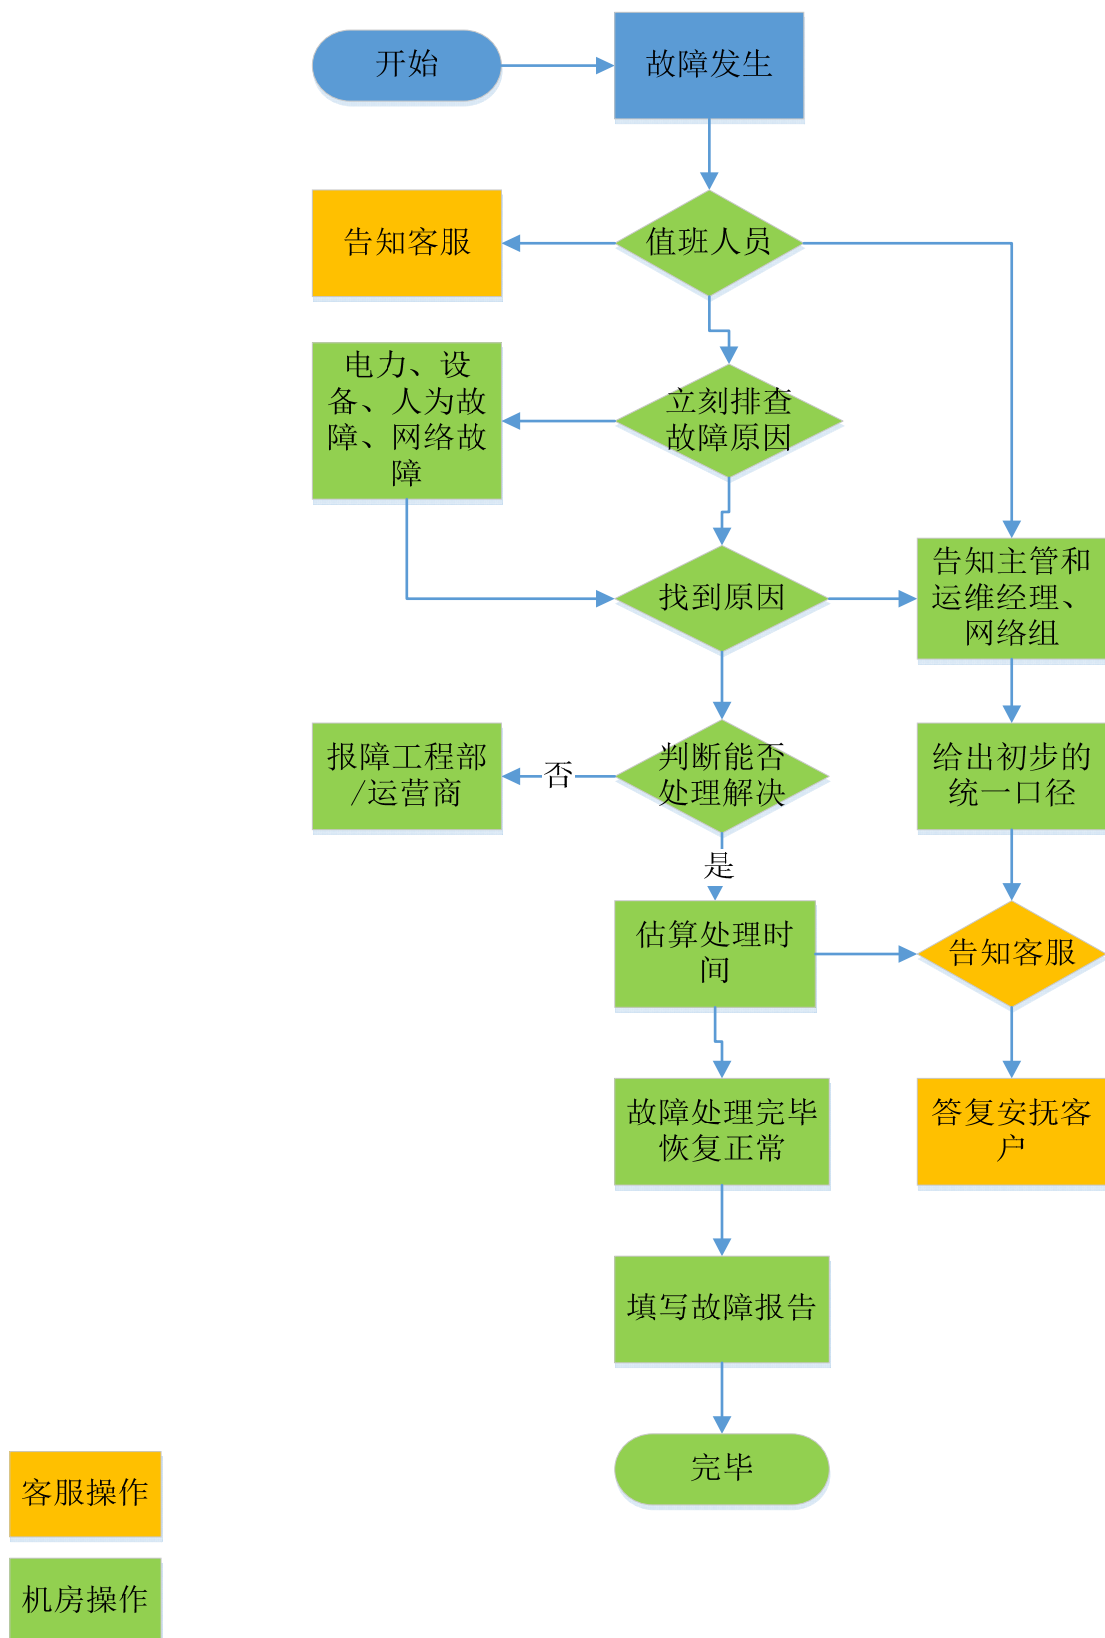 开始
故障发生
告知客服
值班人员
电力、设
备、人为故
障、网络故
障
立刻排查
故障原因
找到原因
告知主管和
运维经理、
网络组
报障工程部
/运营商
否
判断能否
处理解决
给出初步的
统一口径
是
估算处理时
间
告知客服
故障处理完毕
恢复正常
答复安抚客
户
填写故障报告
完毕
客服操作
机房操作